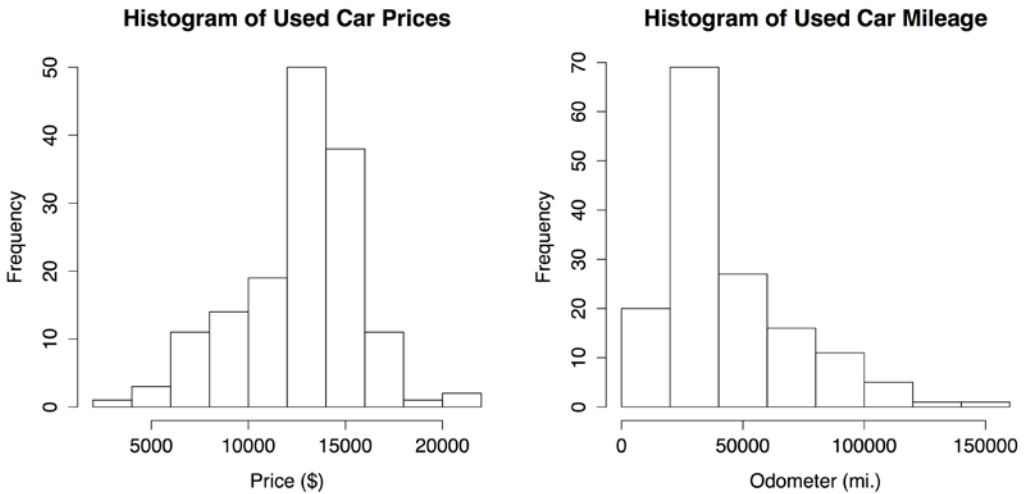 Histogram of Used Car Prices
Frequency
50
40
30
20
10
0
5000 10000 15000 20000
Price ($)
Histogram of Used Car Mileage
Frequency
70
60
50
40
30
20
10
0
0 50000 100000 150000
Odometer (mi.)